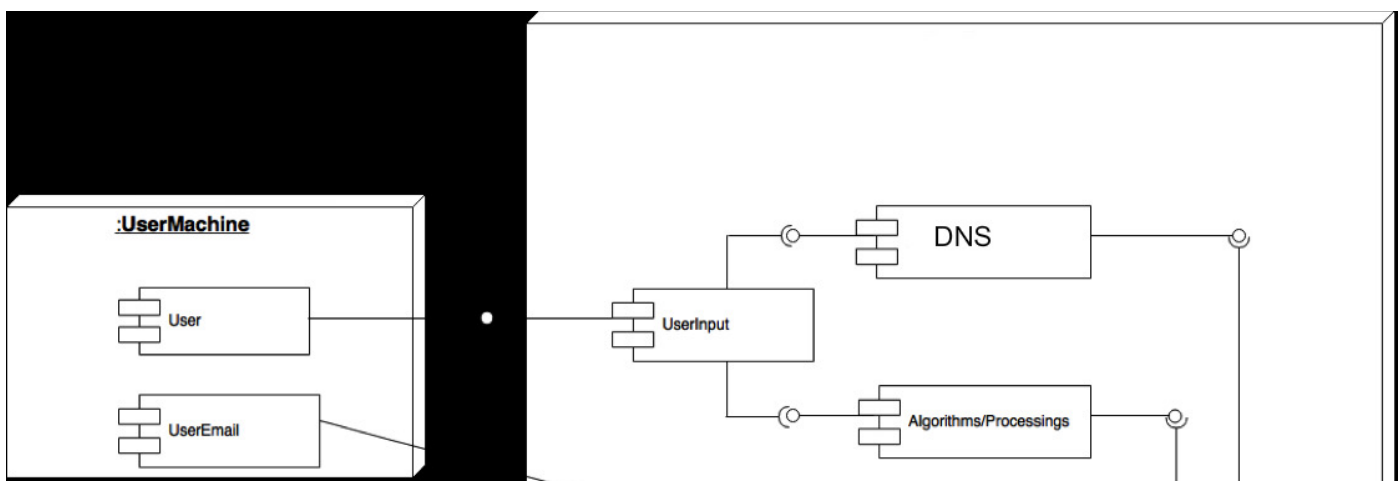 :UserMachine
User
UserEmail
UserInput
DNS
Algorithms/Processings